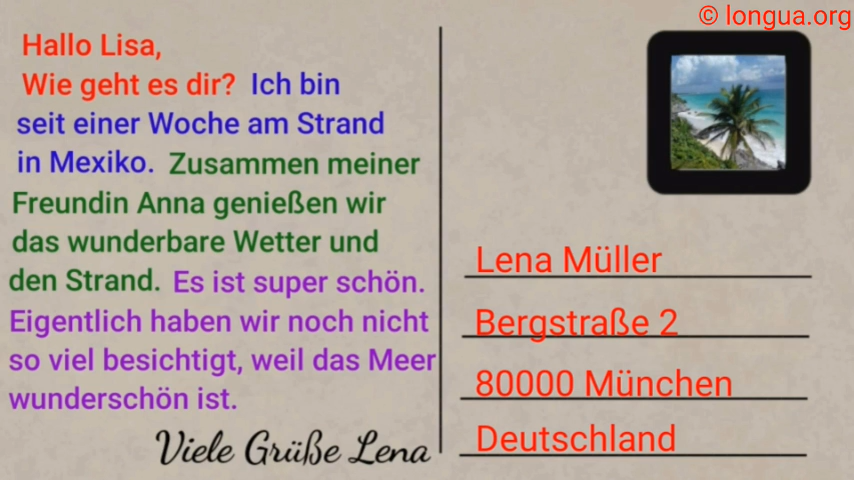 © longua.org
Hallo Lisa,
Wie geht es dir? Ich bin
seit einer Woche am Strand
in Mexiko. Zusammen meiner
Freundin Anna genießen wir
das wunderbare Wetter und
den Strand. Es ist super schön.
Eigentlich haben wir noch nicht
so viel besichtigt, weil das Meer
wunderschön ist.
Viele Grüße Lena
Lena Müller
Bergstraße 2
80000 München
Deutschland